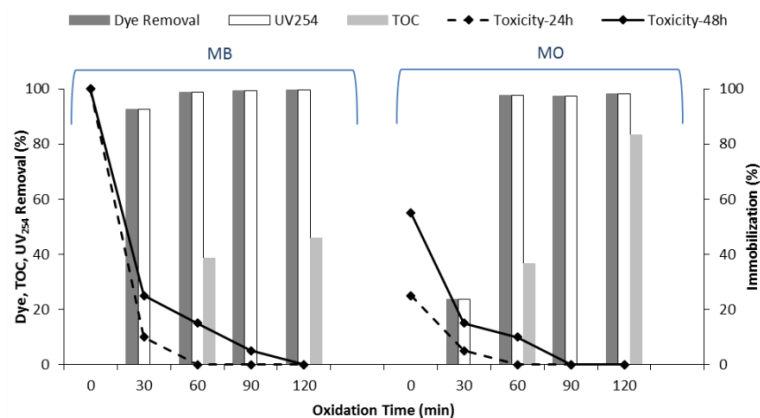 Dye Removal UV254 TOC Toxicity-24h Toxicity-48h
MB MO
100 100
80 80
60 60
40 40
20 20
0 0
0 30 60 90 120 0 30 60 90 120
Oxidation Time (min)
Dye, TOC, UV254 Removal (%)
Immobilization (%)